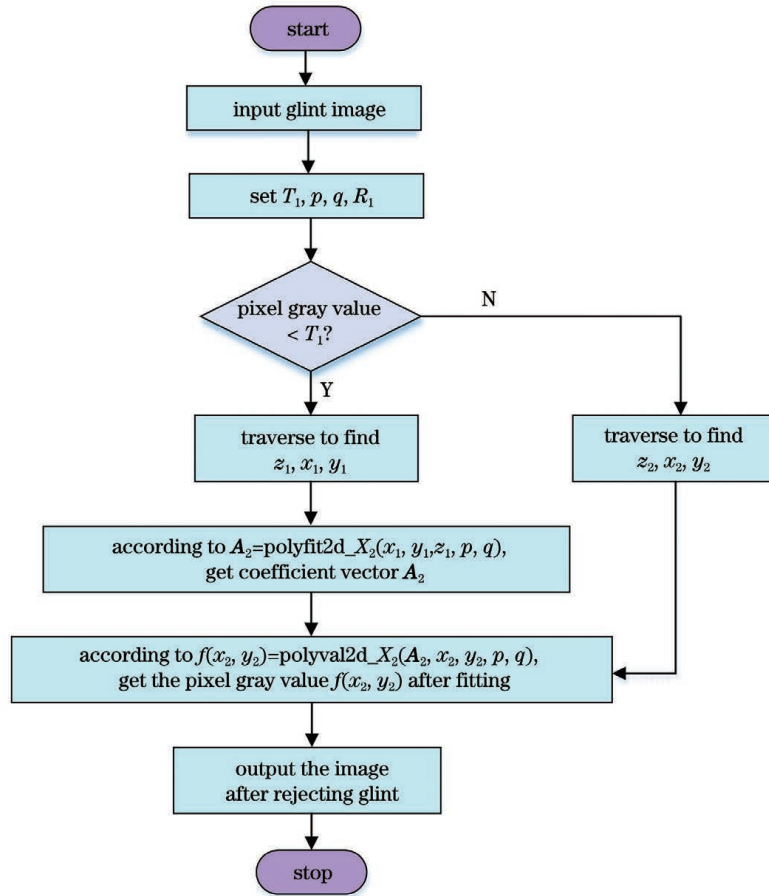 start
input glint image
set T₁, p, q, R₁
pixel gray value
< T₁?
N
Y
traverse to find
z₁, x₁, y₁
traverse to find
z₂, x₂, y₂
according to A₂=polyfit2d_X₂(x₁, y₁,z₁, p, q),
get coefficient vector A₂
according to f(x₂, y₂)=polyval2d_X₂(A₂, x₂, y₂, p, q),
get the pixel gray value f(x₂, y₂) after fitting
output the image
after rejecting glint
stop